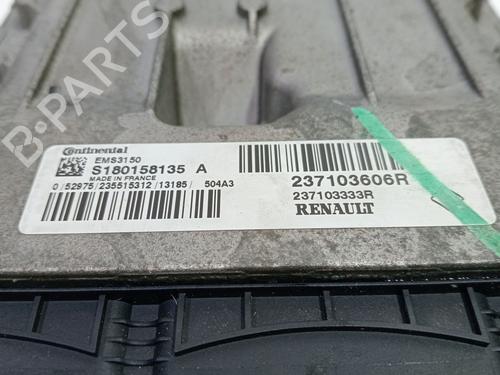 B-PARTS
Continental
EMS3150
S180158135 A
MADE IN FRANCE
0 / 52975 / 235515312 / 13185 / 504A3
237103606R
237103333R
RENAULT